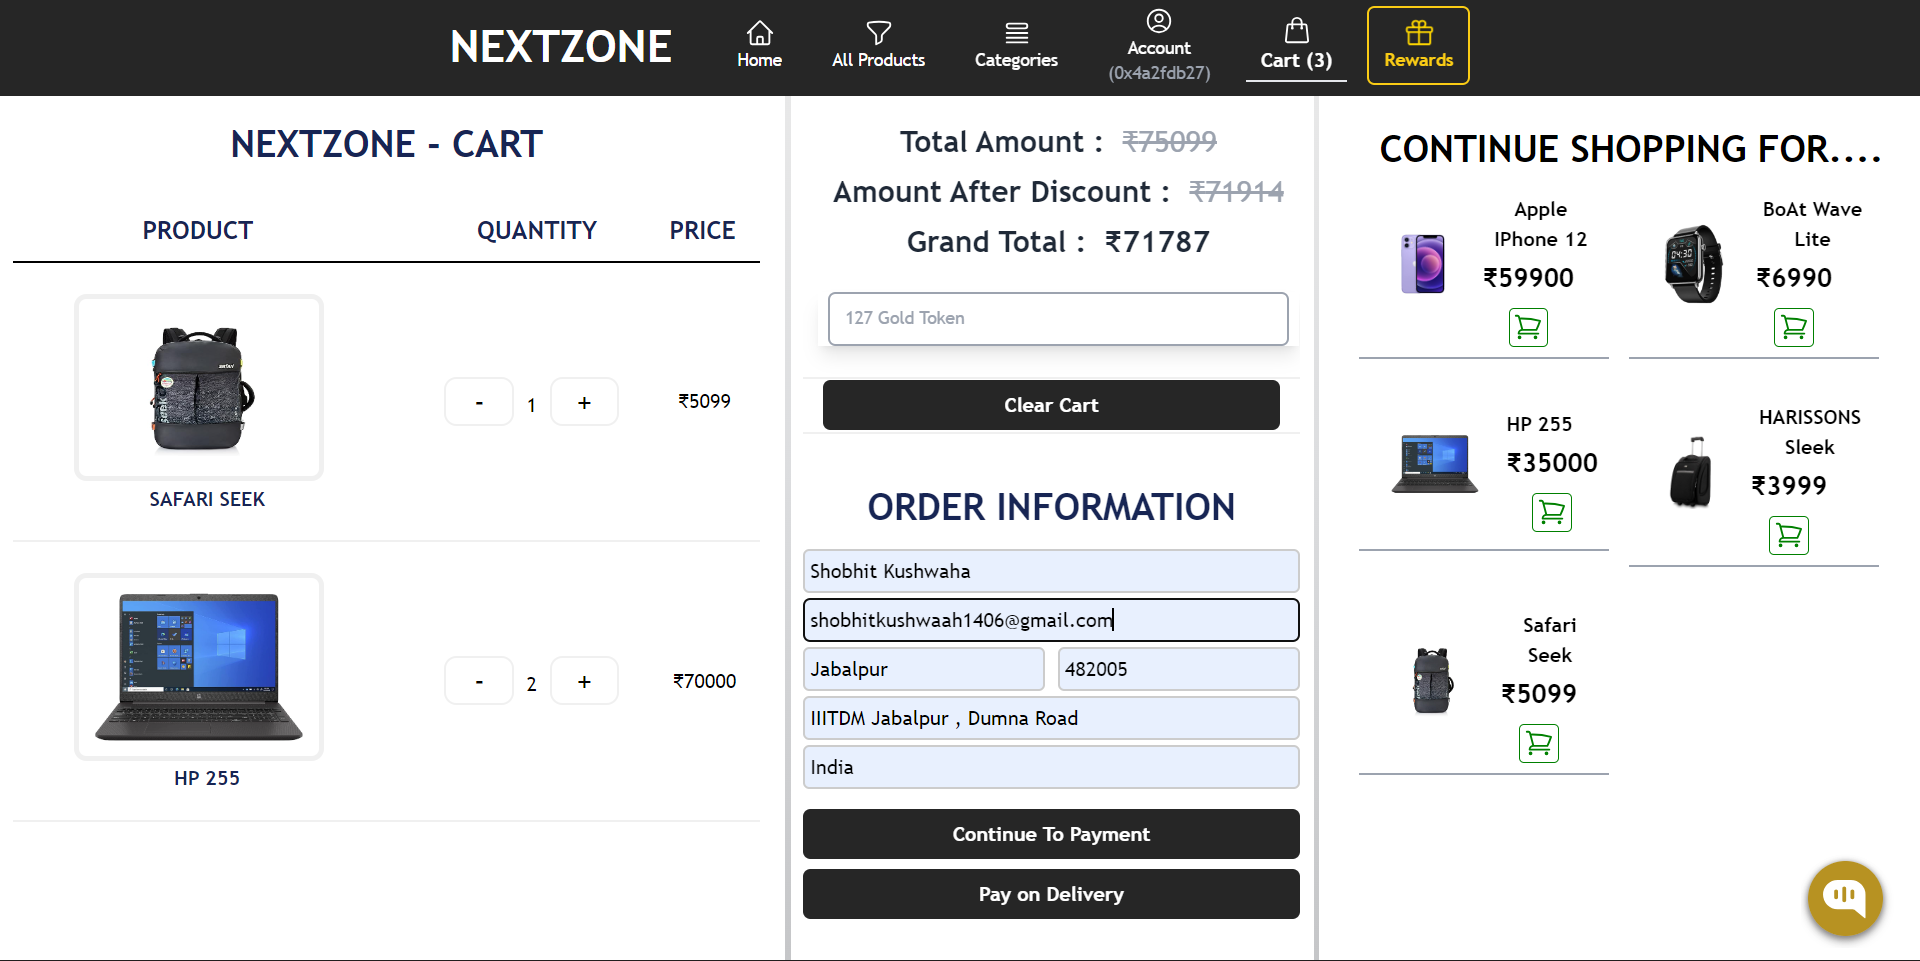 NEXTZONE
Home
All Products
Categories
Account
(0x4a2fdb27)
Cart (3)
Rewards
NEXTZONE - CART
PRODUCT
QUANTITY
PRICE
- 1 +
₹5099
SAFARI SEEK
- 2 +
₹70000
HP 255
Total Amount : ₹75099
Amount After Discount : ₹71914
Grand Total : ₹71787
127 Gold Token
Clear Cart
ORDER INFORMATION
Shobhit Kushwaha
shobhitkushwaah1406@gmail.com
Jabalpur
482005
IIITDM Jabalpur , Dumna Road
India
Continue To Payment
Pay on Delivery
CONTINUE SHOPPING FOR....
Apple
IPhone 12
₹59900
BoAt Wave
Lite
₹6990
HP 255
₹35000
HARISSONS
Sleek
₹3999
Safari
Seek
₹5099